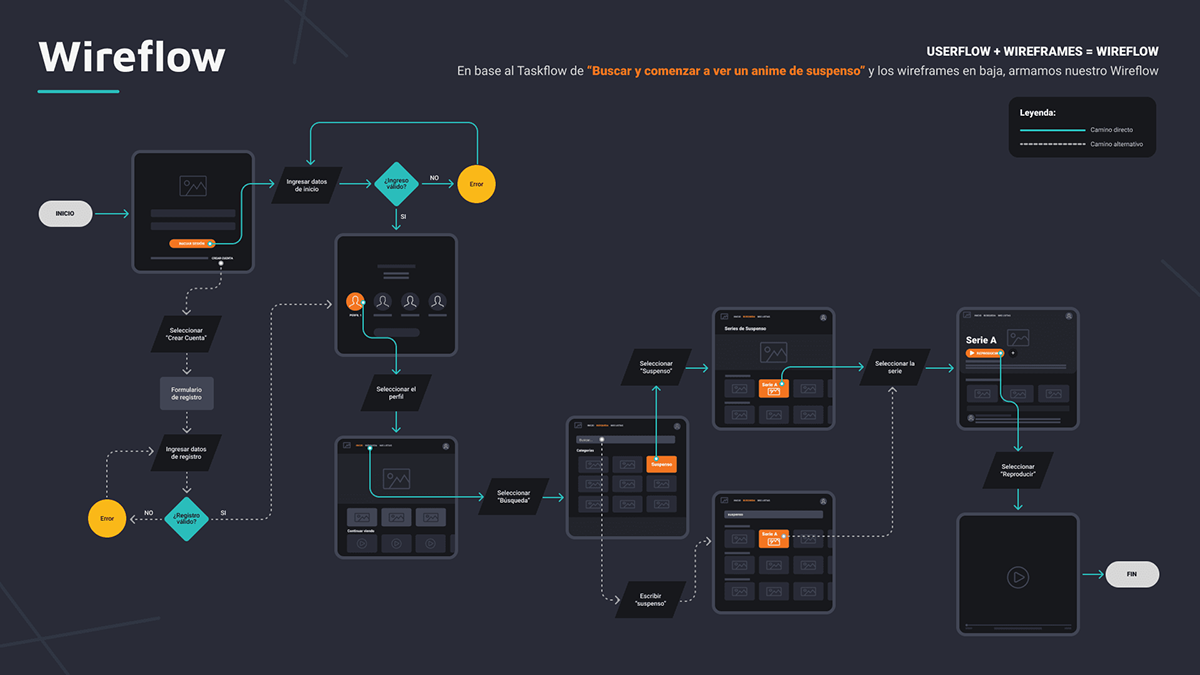 Wireflow
USERFLOW + WIREFRAMES = WIREFLOW
En base al Taskflow de “Buscar y comenzar a ver un anime de suspenso” y los wireframes en baja, armamos nuestro Wireflow
Leyenda:
Camino directo
Camino alternativo
INICIO
INICIAR SESIÓN
CREAR CUENTA
Ingresar datos
de inicio
¿Ingreso
válido?
NO
Error
SI
PERFIL 1
Seleccionar
“Crear Cuenta”
Formulario
de registro
Ingresar datos
de registro
¿Registro
válido?
NO
SI
Error
Seleccionar el
perfil
Continuar viendo
Seleccionar
“Búsqueda”
Buscar...
Categorías
Suspenso
Seleccionar
“Suspenso”
Escribir
“suspenso”
Series de Suspenso
Serie A
SUSPENSO
Serie A
Seleccionar la
serie
Serie A
REPRODUCIR
Seleccionar
“Reproducir”
FIN